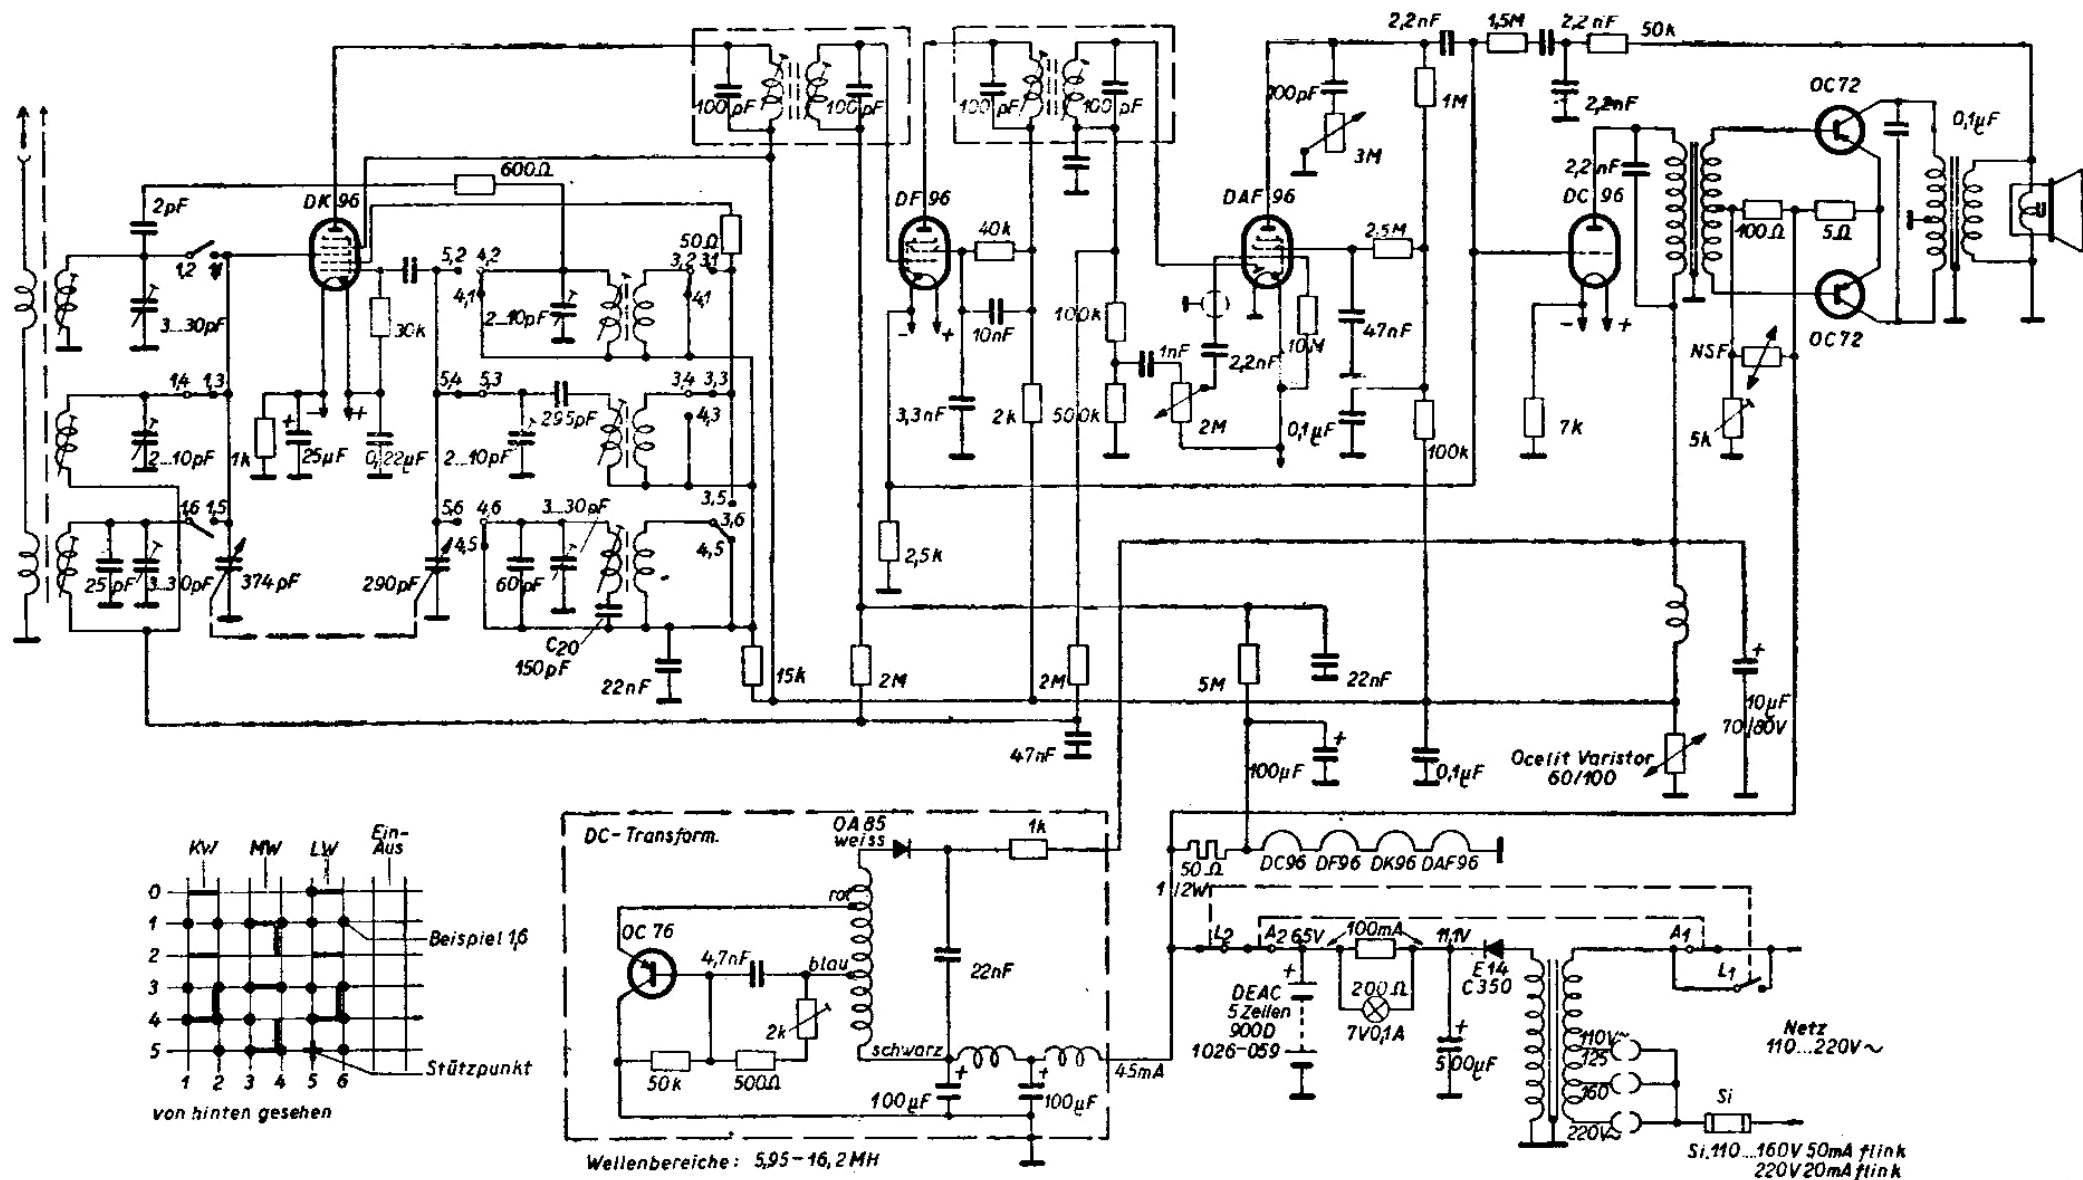 2,2nF
1,5M
2,2nF
50k
OC72
100pF
100pF
100pF
100pF
100pF
1M
2,2nF
0,1µF
3M
600Ω
2,2nF
2pF
DK96
DF96
DAF96
DC96
50Ω
40k
2,5M
100Ω
5Ω
1,2
1,1
5,2
4,2
3,2
3,1
4,1
4,1
3...30pF
30k
2...10pF
10nF
100k
47nF
- +
OC72
1nF
2,2nF
10M
NSF
1,4
1,3
5,4
5,3
3,4
3,3
295pF
4,3
3,3nF
2k
500k
2M
0,1µF
7k
5k
2...10pF
1k
25µF
0,22µF
2...10pF
100k
1,6
1,5
5,6
4,6
3...30pF
3,5
3,6
4,5
4,5
2,5k
25pF
3...30pF
374pF
290pF
60pF
C20
150pF
22nF
15k
2M
2M
5M
22nF
10µF
70/80V
47nF
100µF
0,1µF
Ocelit Varistor
60/100
DC-Transform.
OA85
weiss
1k
50Ω
1/2W
DC96
DF96
DK96
DAF96
KW
MW
LW
Ein-
Aus
0
1
2
3
4
5
Beispiel 1,6
Stützpunkt
1 2 3 4 5 6
von hinten gesehen
rot
OC76
4,7nF
blau
22nF
2k
schwarz
50k
500Ω
45mA
100µF
100µF
L2
A2
6,5V
100mA
11,1V
A1
L1
E14
C350
DEAC
5 Zellen
900D
1026-059
200Ω
7V0,1A
500µF
Netz
110...220V~
110V~
125
160
220V~
Si
Wellenbereiche: 5,95-16,2MH
Si.110...160V 50mA flink
220V 20mA flink